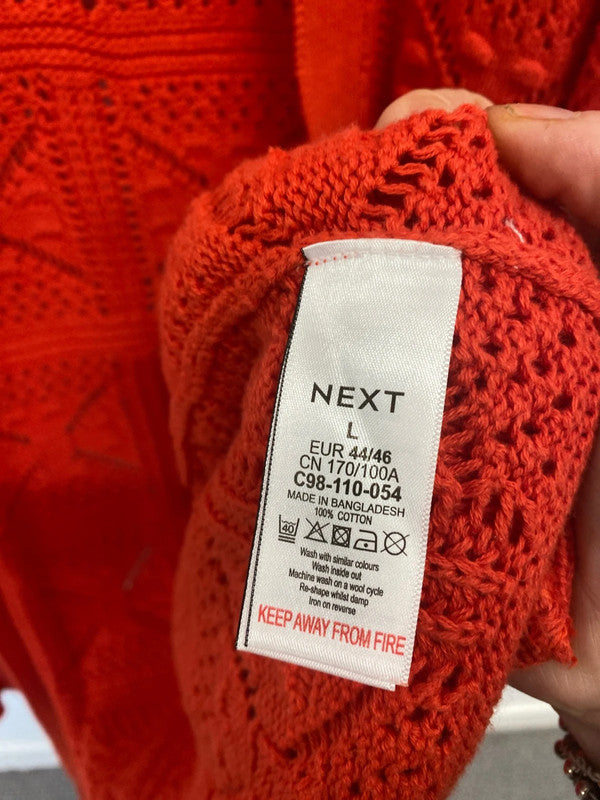 NEXT
L
EUR 44/46
CN 170/100A
C98-110-054
MADE IN BANGLADESH
100% COTTON
40
Wash with similar colours
Wash inside out
Machine wash on a wool cycle
Re-shape whilst damp
Iron on reverse
KEEP AWAY FROM FIRE